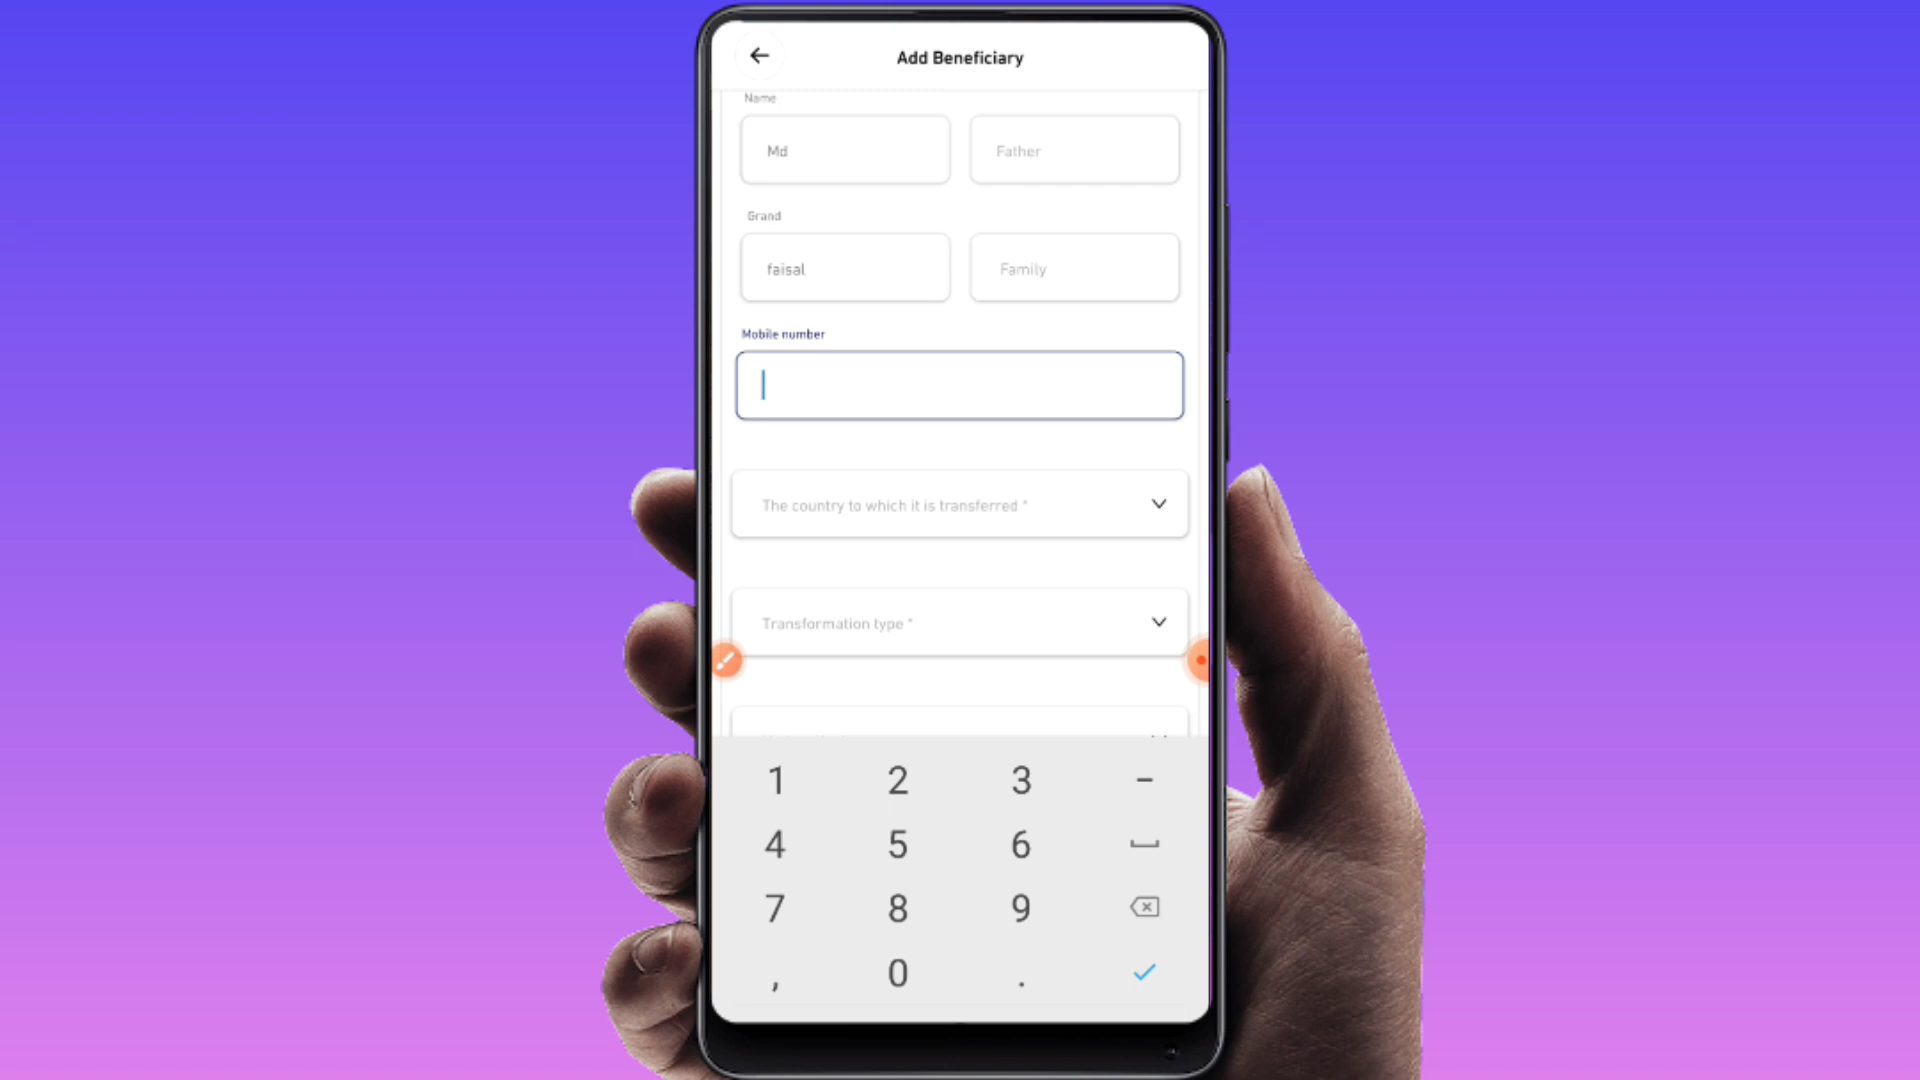 Add Beneficiary
Name
Md
Father
Grand
faisal
Family
Mobile number
The country to which it is transferred *
Transformation type *
1 2 3 -
4 5 6
7 8 9
, 0 .